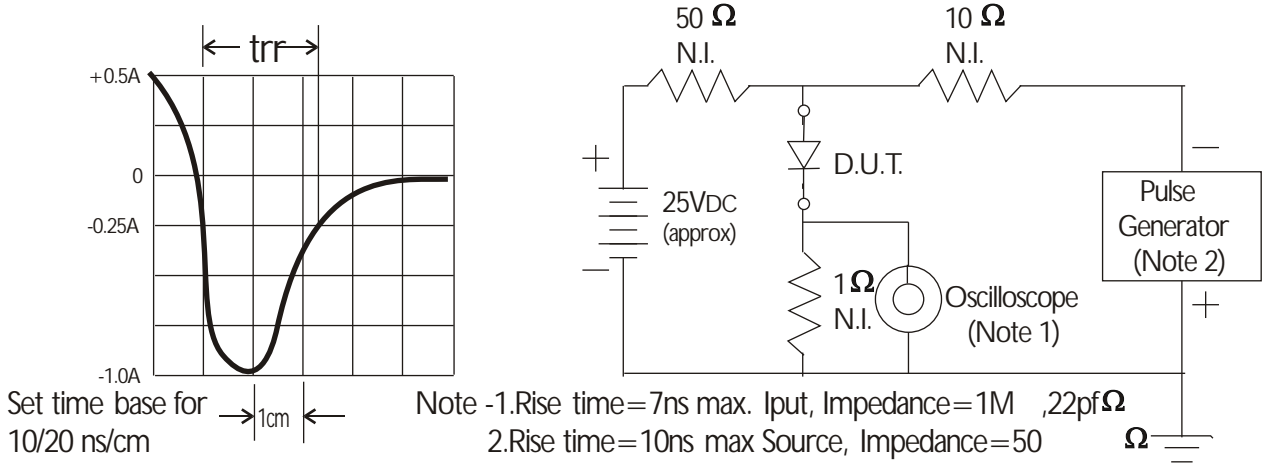 trr
+0.5A
0
-0.25A
-1.0A
1cm
Set time base for
10/20 ns/cm
50 Ω
N.I.
10 Ω
N.I.
+
25VDC
(approx)
−
D.U.T.
1Ω
N.I.
Oscilloscope
(Note 1)
−
Pulse
Generator
(Note 2)
+
Note -1.Rise time=7ns max. Iput, Impedance=1M ,22pfΩ
2.Rise time=10ns max Source, Impedance=50 Ω